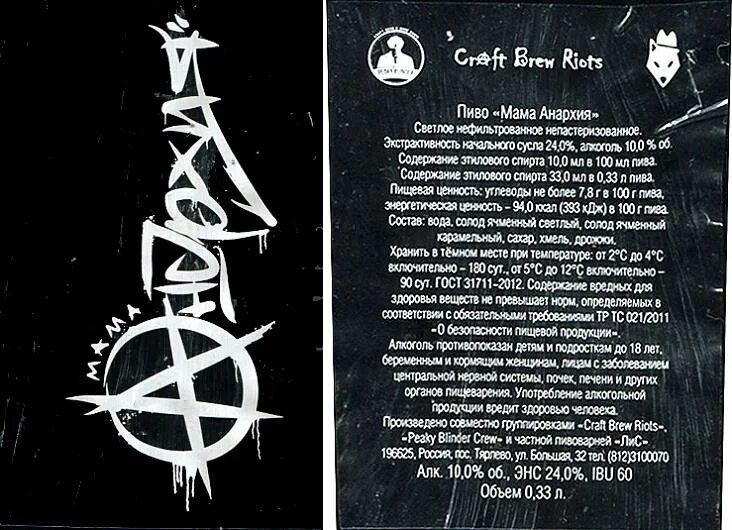 мама
Анархия
Craft Brew Riots
Пиво «Мама Анархия»
Светлое нефильтрованное непастеризованное.
Экстрактивность начального сусла 24,0%, алкоголь 10,0 % об.
Содержание этилового спирта 10,0 мл в 100 мл пива.
Содержание этилового спирта 33,0 мл в 0,33 л пива.
Пищевая ценность: углеводы не более 7,8 г в 100 г пива,
энергетическая ценность – 94,0 ккал (393 кДж) в 100 г пива.
Состав: вода, солод ячменный светлый, солод ячменный
карамельный, сахар, хмель, дрожжи.
Хранить в тёмном месте при температуре: от 2°C до 4°C
включительно – 180 сут., от 5°C до 12°C включительно –
90 сут. ГОСТ 31711–2012. Содержание вредных для
здоровья веществ не превышает норм, определяемых в
соответствии с обязательными требованиями ТР ТС 021/2011
«О безопасности пищевой продукции».
Алкоголь противопоказан детям и подросткам до 18 лет,
беременным и кормящим женщинам, лицам с заболеванием
центральной нервной системы, почек, печени и других
органов пищеварения. Употребление алкогольной
продукции вредит здоровью человека.
Произведено совместно группировками «Craft Brew Riots»,
«Peaky Blinder Crew» и частной пивоварней «ЛиС»
196625, Россия, пос. Тярлево, ул. Большая, 32 тел. (812)3100070
Алк. 10,0% об., ЭНС 24,0%, IBU 60
Объем 0,33 л.